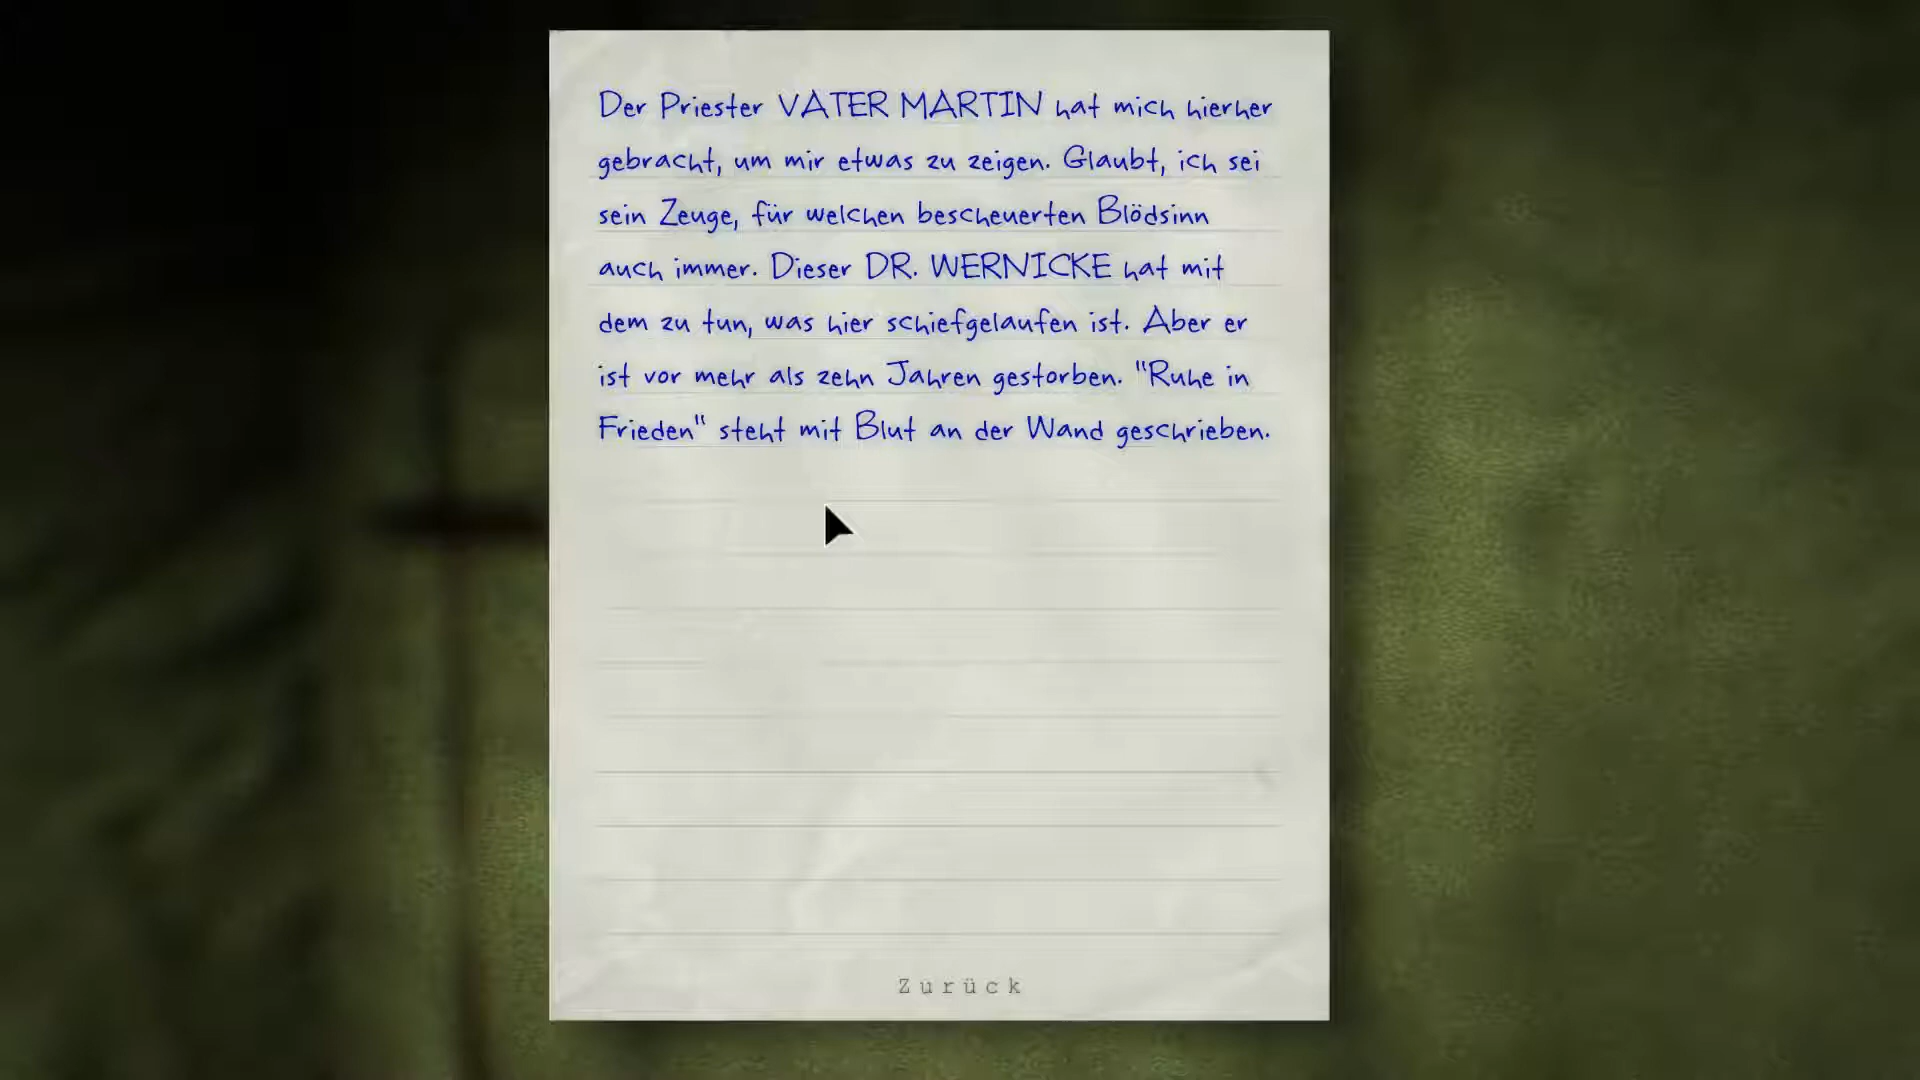 Der Priester VATER MARTIN hat mich hierher
gebracht, um mir etwas zu zeigen. Glaubt, ich sei
sein Zeuge, für welchen bescheuerten Blödsinn
auch immer. Dieser DR. WERNICKE hat mit
dem zu tun, was hier schiefgelaufen ist. Aber er
ist vor mehr als zehn Jahren gestorben. "Ruhe in
Frieden" steht mit Blut an der Wand geschrieben.
Zurück